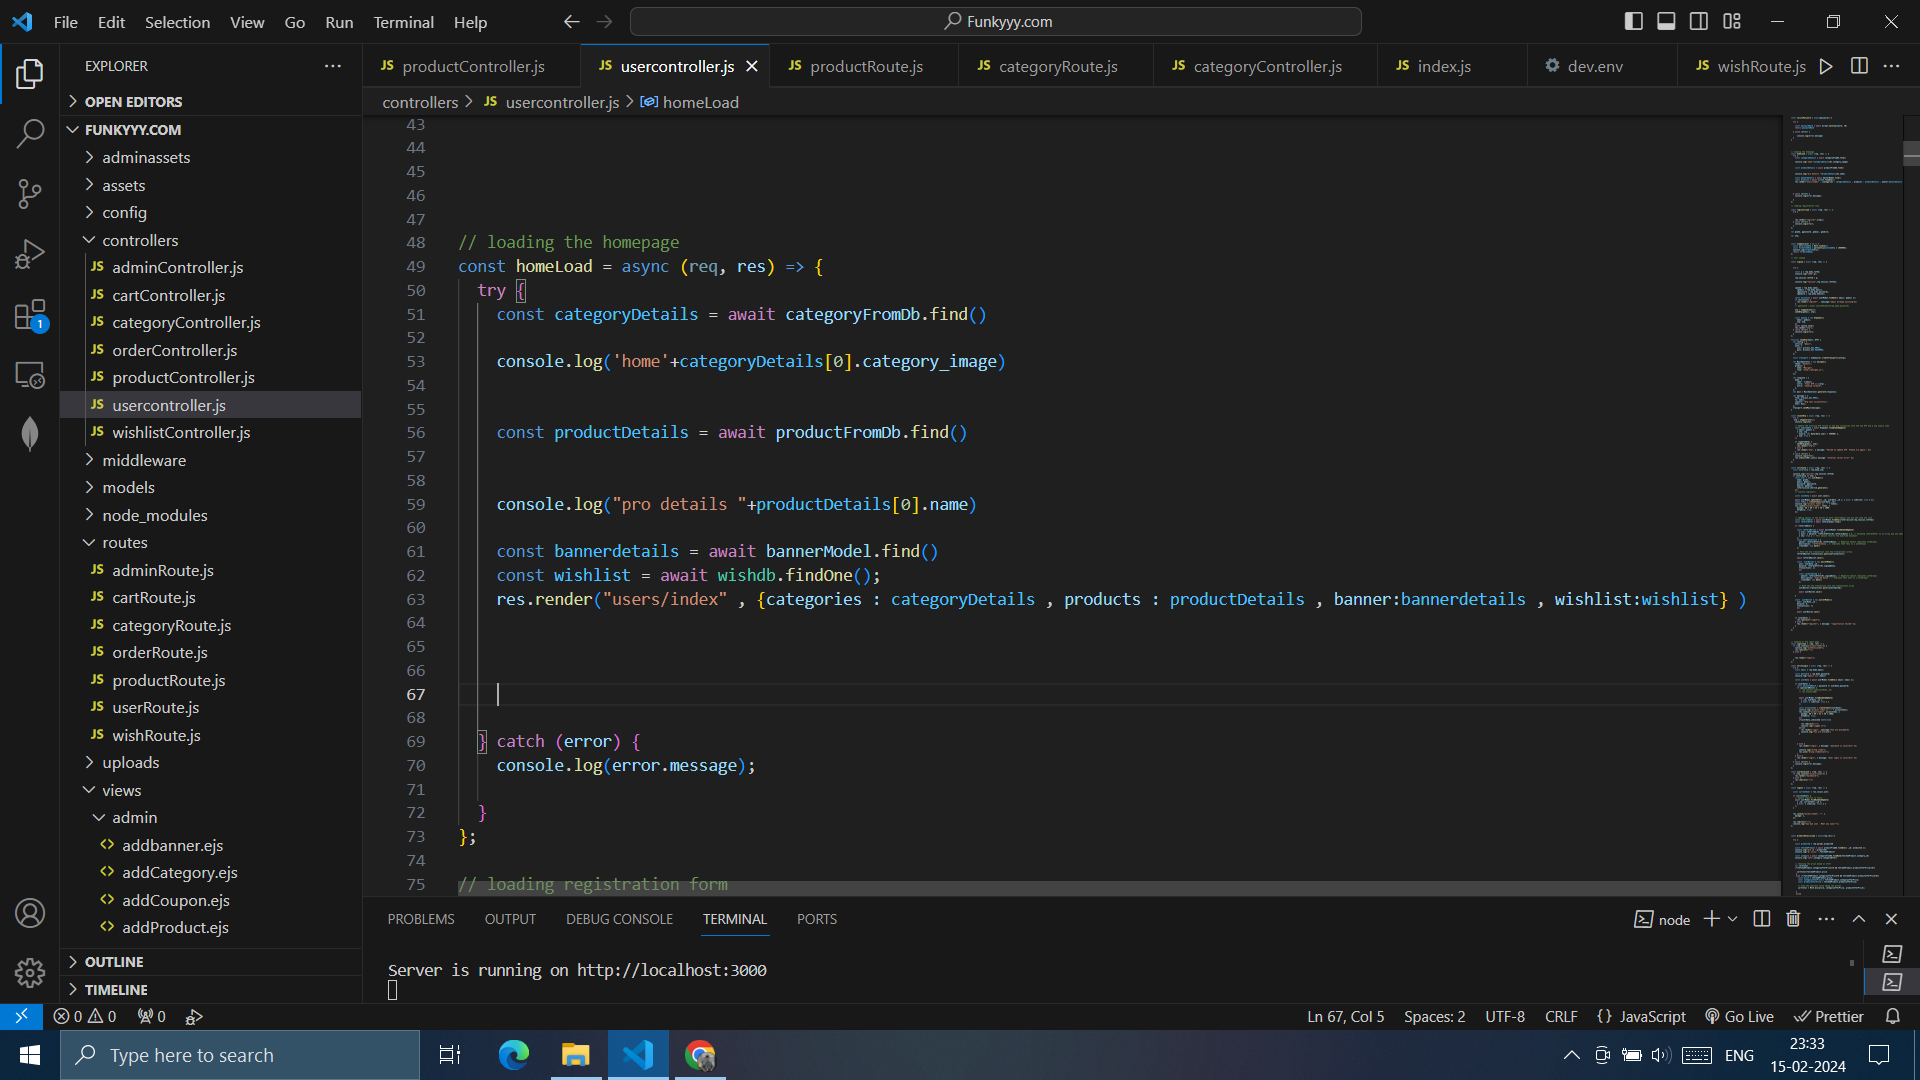 File Edit Selection View Go Run Terminal Help
Funkyyy.com
EXPLORER
OPEN EDITORS
FUNKYYY.COM
adminassets
assets
config
controllers
JS adminController.js
JS cartController.js
JS categoryController.js
JS orderController.js
JS productController.js
JS usercontroller.js
JS wishlistController.js
middleware
models
node_modules
routes
JS adminRoute.js
JS cartRoute.js
JS categoryRoute.js
JS orderRoute.js
JS productRoute.js
JS userRoute.js
JS wishRoute.js
uploads
views
admin
addbanner.ejs
addCategory.ejs
addCoupon.ejs
addProduct.ejs
OUTLINE
TIMELINE
1
JS productController.js JS usercontroller.js JS productRoute.js JS categoryRoute.js JS categoryController.js JS index.js dev.env JS wishRoute.js
controllers > JS usercontroller.js > homeLoad
43
44
45
46
47
48 // loading the homepage
49 const homeLoad = async (req, res) => {
50 try {
51 const categoryDetails = await categoryFromDb.find()
52
53 console.log('home'+categoryDetails[0].category_image)
54
55
56 const productDetails = await productFromDb.find()
57
58
59 console.log("pro details "+productDetails[0].name)
60
61 const bannerdetails = await bannerModel.find()
62 const wishlist = await wishdb.findOne();
63 res.render("users/index" , {categories : categoryDetails , products : productDetails , banner:bannerdetails , wishlist:wishlist} )
64
65
66
67
68
69 } catch (error) {
70 console.log(error.message);
71
72 }
73 };
74
75 // loading registration form
PROBLEMS OUTPUT DEBUG CONSOLE TERMINAL PORTS
node
Server is running on http://localhost:3000
0 0 0
Ln 67, Col 5 Spaces: 2 UTF-8 CRLF {} JavaScript Go Live Prettier
Type here to search
ENG
23:33
15-02-2024